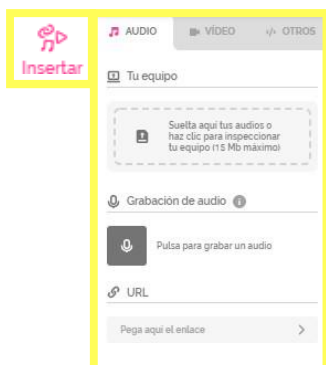 Insertar
AUDIO VÍDEO </> OTROS
Tu equipo
Suelta aquí tus audios o
haz clic para inspeccionar
tu equipo (15 Mb máximo)
Grabación de audio i
Pulsa para grabar un audio
URL
Pega aquí el enlace